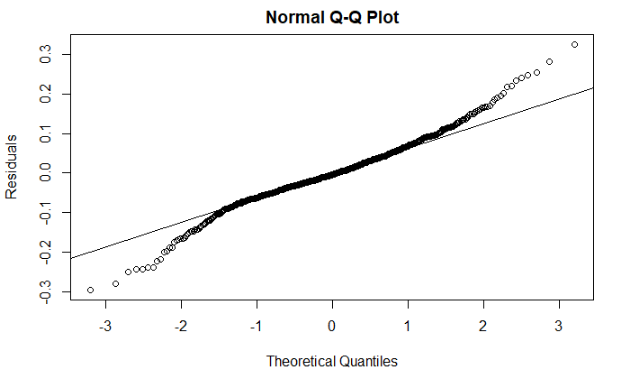 Normal Q-Q Plot
0.3
0.2
0.1
0.0
-0.1
-0.2
-0.3
Residuals
-3 -2 -1 0 1 2 3
Theoretical Quantiles